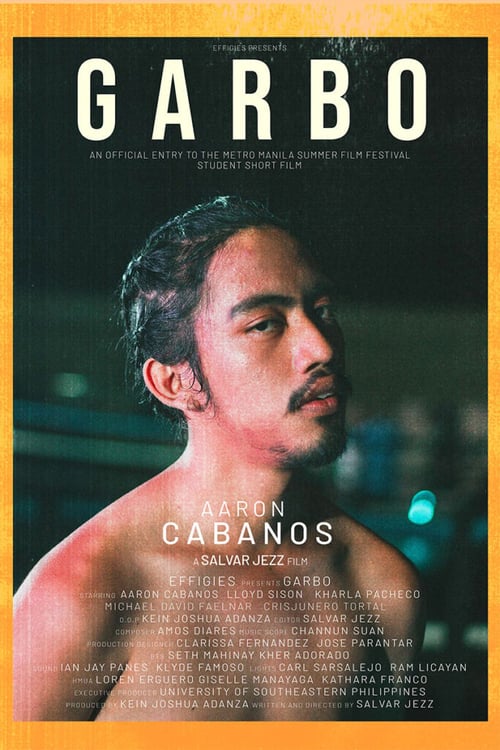 EFFIGIES PRESENTS
GARBO
AN OFFICIAL ENTRY TO THE METRO MANILA SUMMER FILM FESTIVAL
STUDENT SHORT FILM
AARON
CABANOS
A SALVAR JEZZ FILM
EFFIGIES PRESENTS GARBO
STARRING AARON CABANOS LLOYD SISON KHARLA PACHECO
MICHAEL DAVID FAELNAR CRISJUNERO TORTAL
D.O.P KEIN JOSHUA ADANZA EDITOR SALVAR JEZZ
COMPOSER AMOS DIARES MUSIC SCORE CHANNUN SUAN
PRODUCTION DESIGNER CLARISSA FERNANDEZ JOSE PARANTAR
BEN SETH MAHINAY KHER ADORADO
SOUND IAN JAY PANES KLYDE FAMOSO LIGHTS CARL SARSALEJO RAM LICAYAN
HMUA LOREN ERGUERO GISELLE MANAYAGA KATHARA FRANCO
EXECUTIVE PRODUCER UNIVERSITY OF SOUTHEASTERN PHILIPPINES
PRODUCED BY KEIN JOSHUA ADANZA WRITTEN AND DIRECTED BY SALVAR JEZZ